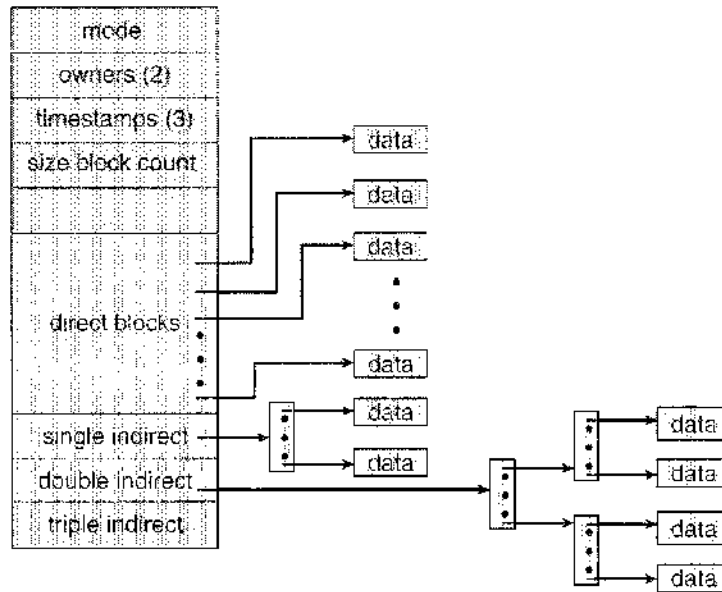 mode
owners (2)
timestamps (3)
size block count
data
data
data
direct blocks
data
single indirect
data
data
double indirect
triple indirect
data
data
data
data